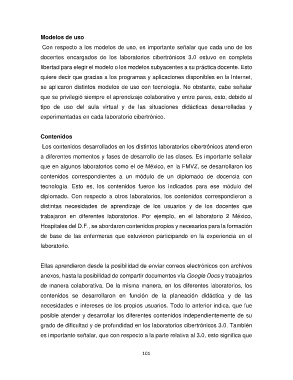 Modelos de uso
Con respecto a los modelos de uso, es importante señalar que cada uno de los
docentes encargados de los laboratorios cibertrónicos 3.0 estuvo en completa
libertad para elegir el modelo o los modelos subyacentes a su práctica docente. Esto
quiere decir que gracias a los programas y aplicaciones disponibles en la Internet,
se aplicaron distintos modelos de uso con tecnología. No obstante, cabe señalar
que se privilegió siempre el aprendizaje colaborativo y entre pares, esto, debido al
tipo de uso del aula virtual y de las situaciones didácticas desarrolladas y
experimentadas en cada laboratorio cibertrónico.
Contenidos
Los contenidos desarrollados en los distintos laboratorios cibertrónicos atendieron
a diferentes momentos y fases de desarrollo de las clases. Es importante señalar
que en algunos laboratorios como el de México, en la FMVZ, se desarrollaron los
contenidos correspondientes a un módulo de un diplomado de docencia con
tecnología. Esto es, los contenidos fueron los indicados para ese módulo del
diplomado. Con respecto a otros laboratorios, los contenidos correspondieron a
distintas necesidades de aprendizaje de los usuarios y de los docentes que
trabajaron en diferentes laboratorios. Por ejemplo, en el laboratorio 2 México,
Hospitales del D.F., se abordaron contenidos propios y necesarios para la formación
de base de las enfermeras que estuvieron participando en la experiencia en el
laboratorio.
Ellas aprendieron desde la posibilidad de enviar correos electrónicos con archivos
anexos, hasta la posibilidad de compartir documentos vía Google Docs y trabajarlos
de manera colaborativa. De la misma manera, en los diferentes laboratorios, los
contenidos se desarrollaron en función de la planeación didáctica y de las
necesidades e intereses de los propios usuarios. Todo lo anterior indica, que fue
posible atender y desarrollar los diferentes contenidos independientemente de su
grado de dificultad y de profundidad en los laboratorios cibertrónicos 3.0. También
es importante señalar, que con respecto a la parte relativa al 3.0, esto significa que